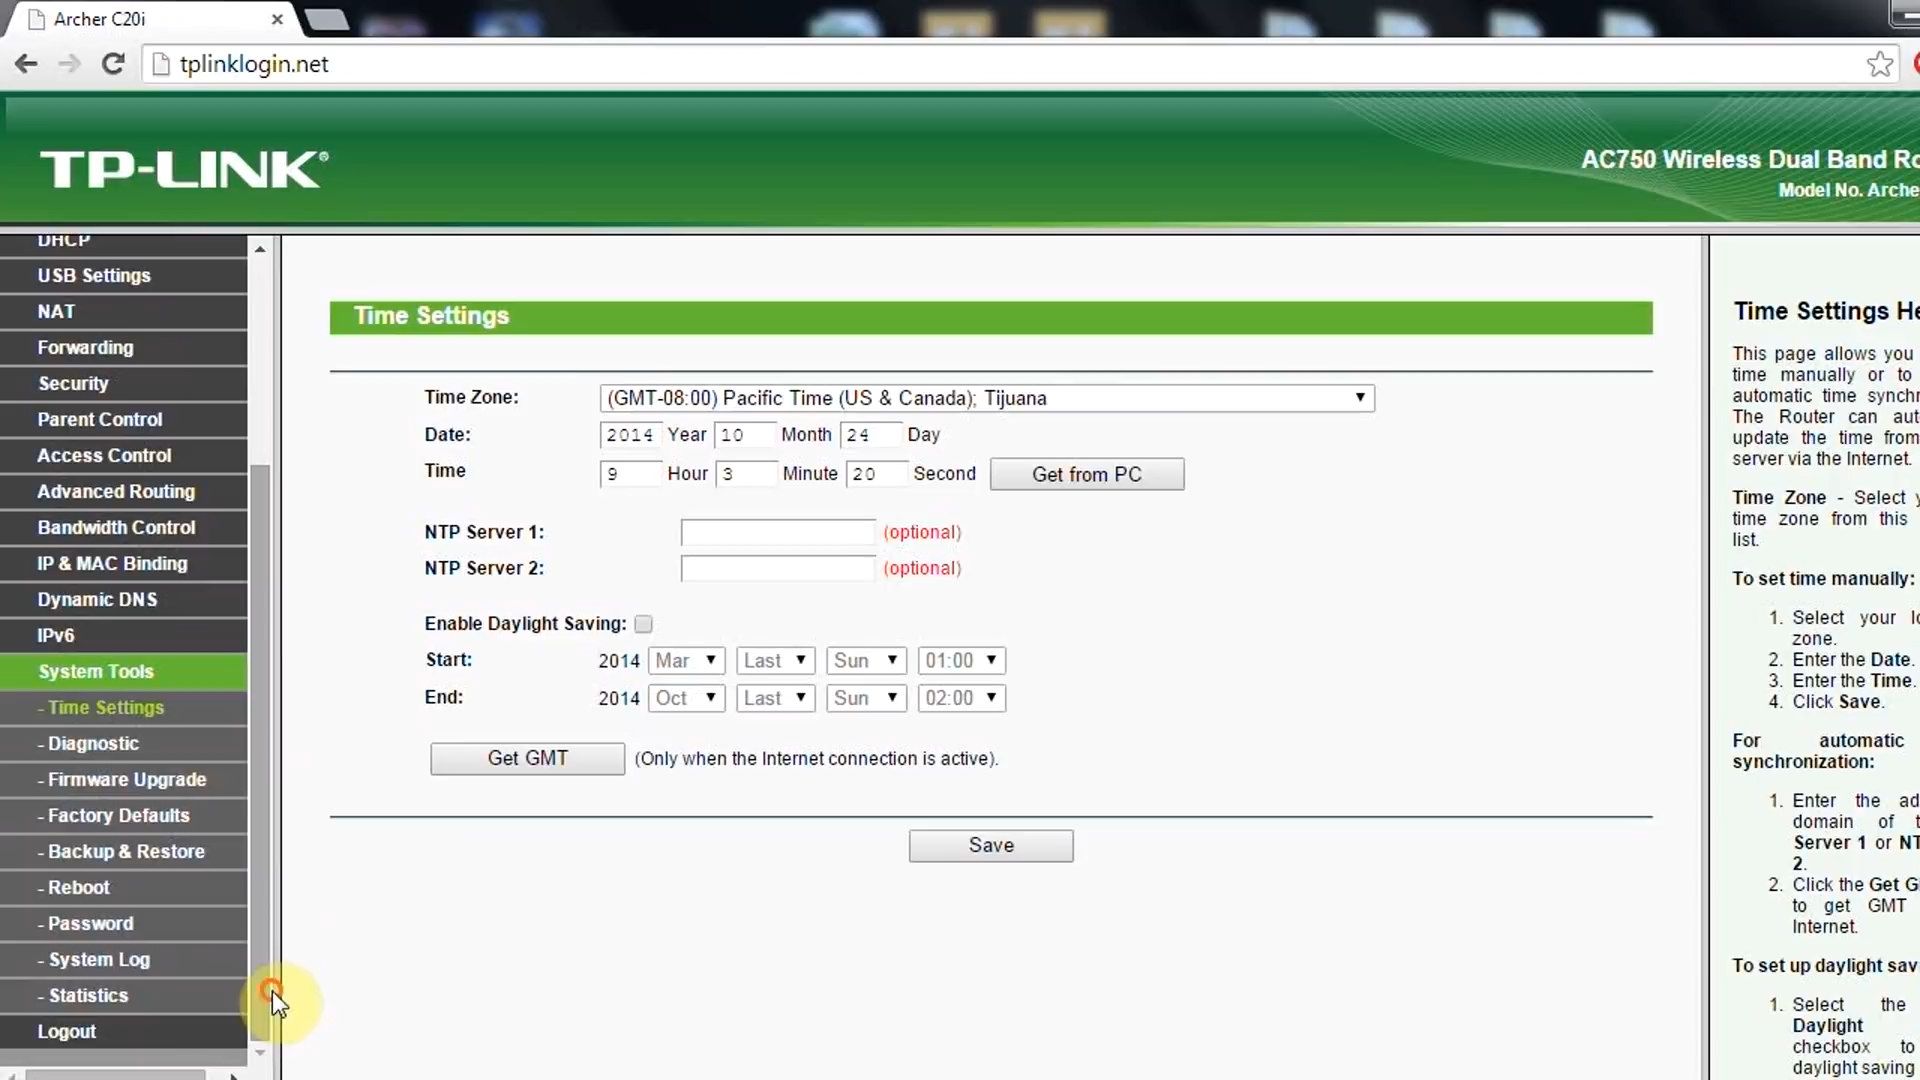 Archer C20i
tplinklogin.net
TP-LINK®
AC750 Wireless Dual Band
Model No.
DHCP
USB Settings
NAT
Forwarding
Security
Parent Control
Access Control
Advanced Routing
Bandwidth Control
IP & MAC Binding
Dynamic DNS
IPv6
System Tools
- Time Settings
- Diagnostic
- Firmware Upgrade
- Factory Defaults
- Backup & Restore
- Reboot
- Password
- System Log
- Statistics
Logout
Time Settings
Time Zone: (GMT-08:00) Pacific Time (US & Canada); Tijuana
Date: 2014 Year 10 Month 24 Day
Time 9 Hour 3 Minute 20 Second Get from PC
NTP Server 1: (optional)
NTP Server 2: (optional)
Enable Daylight Saving:
Start: 2014 Mar Last Sun 01:00
End: 2014 Oct Last Sun 02:00
Get GMT (Only when the Internet connection is active).
Save
Time Settings
This page allows you
time manually or to
automatic time
The Router can
update the time from
server via the Internet.
Time Zone - Select
time zone from this
list.
To set time manually:
1. Select your
zone.
2. Enter the Date.
3. Enter the Time.
4. Click Save.
For automatic
synchronization:
1. Enter the
domain of
Server 1 or
2.
2. Click the Get
to get GMT
Internet.
To set up daylight
1. Select the
Daylight
checkbox to
daylight saving